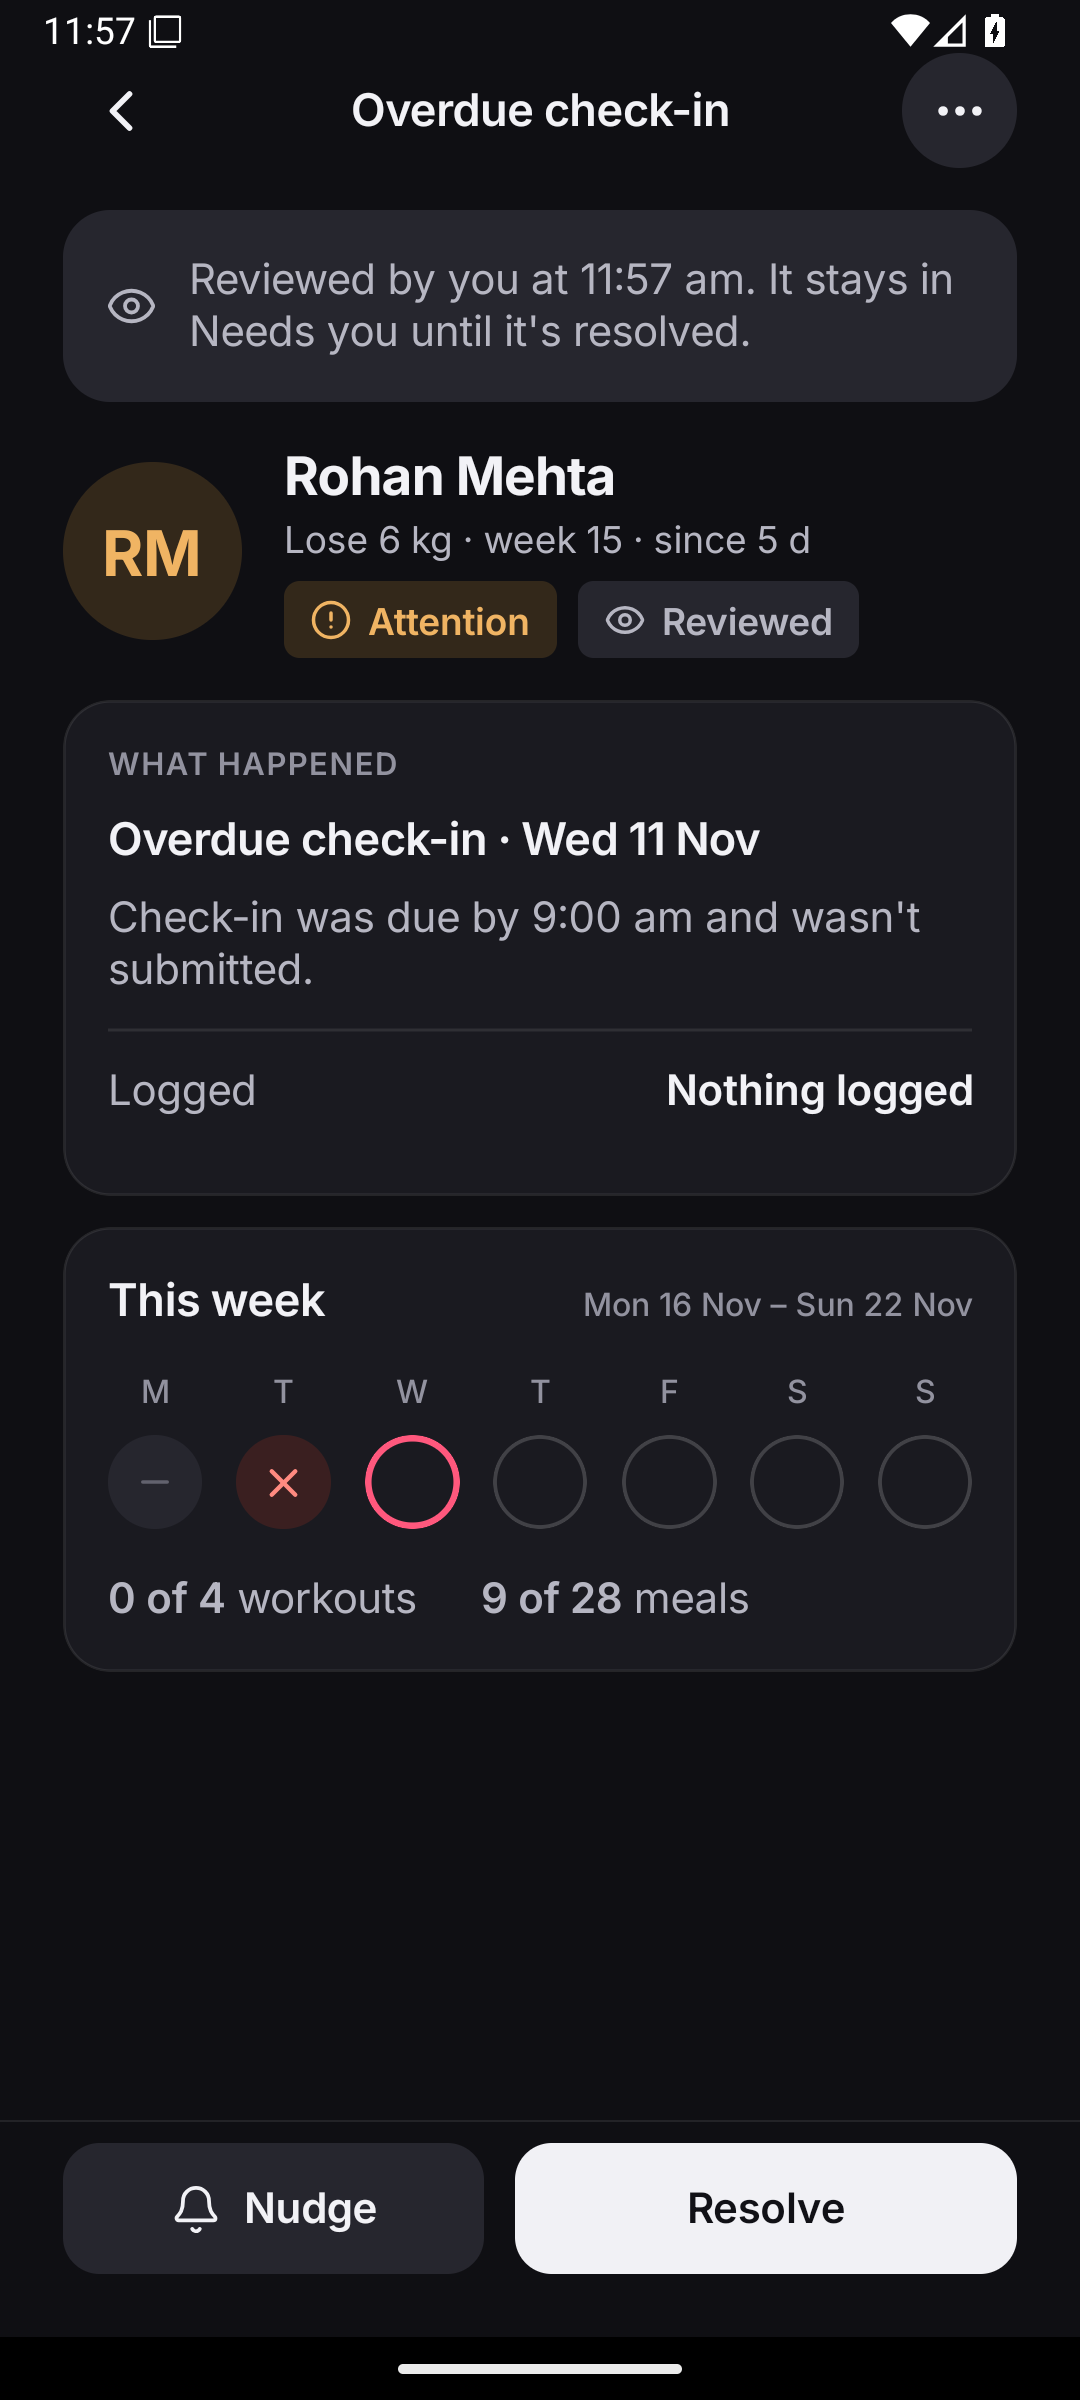 11:57
Overdue check-in
Reviewed by you at 11:57 am. It stays in
Needs you until it's resolved.
RM
Rohan Mehta
Lose 6 kg · week 15 · since 5 d
Attention
Reviewed
WHAT HAPPENED
Overdue check-in · Wed 11 Nov
Check-in was due by 9:00 am and wasn't
submitted.
Logged
Nothing logged
This week
Mon 16 Nov – Sun 22 Nov
M T W T F S S
0 of 4 workouts
9 of 28 meals
Nudge
Resolve